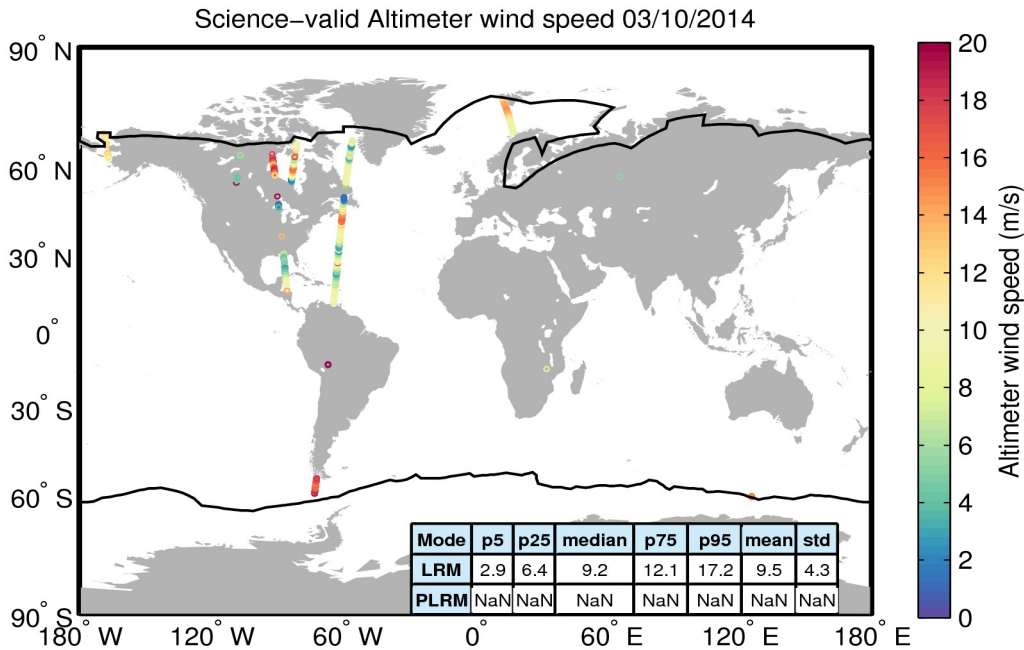 Science−valid Altimeter wind speed 03/10/2014
90° N
60° N
30° N
0°
30° S
60° S
90° S
180° W
120° W
60° W
0°
60° E
120° E
180° E
Mode p5 p25 median p75 p95 mean std
LRM 2.9 6.4 9.2 12.1 17.2 9.5 4.3
PLRM NaN NaN NaN NaN NaN NaN NaN
20
18
16
14
12
10
8
6
4
2
0
Altimeter wind speed (m/s)